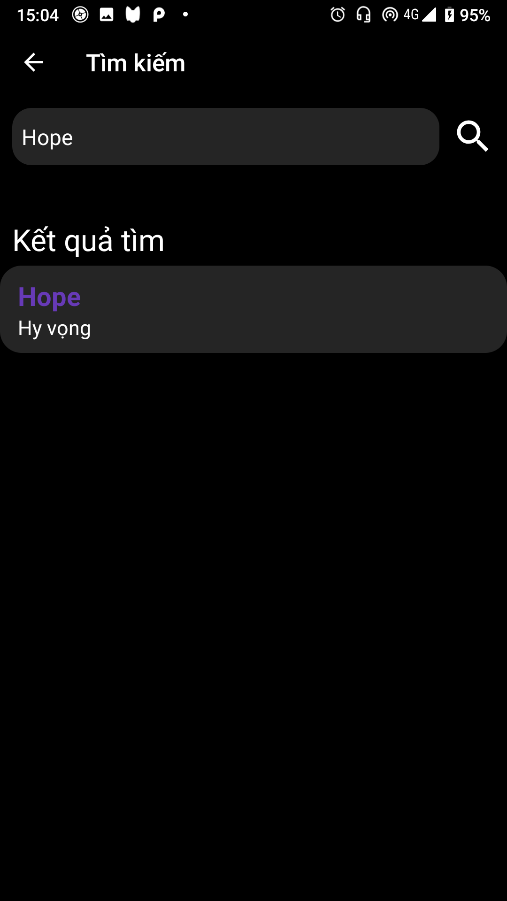 15:04 4G 95%
Tìm kiếm
Hope
Kết quả tìm
Hope
Hy vọng